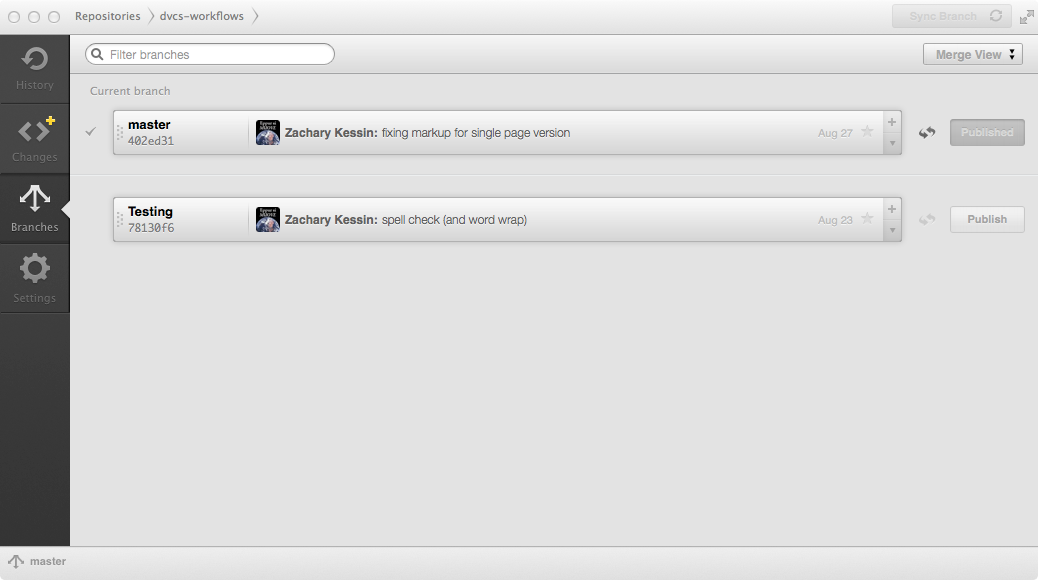 Repositories dvcs-workflows Sync Branch
History
Changes
Branches
Settings
Filter branches Merge View
Current branch
master
402ed31
Zachary Kessin: fixing markup for single page version Aug 27 Published
Testing
78130f6
Zachary Kessin: spell check (and word wrap) Aug 23 Publish
master